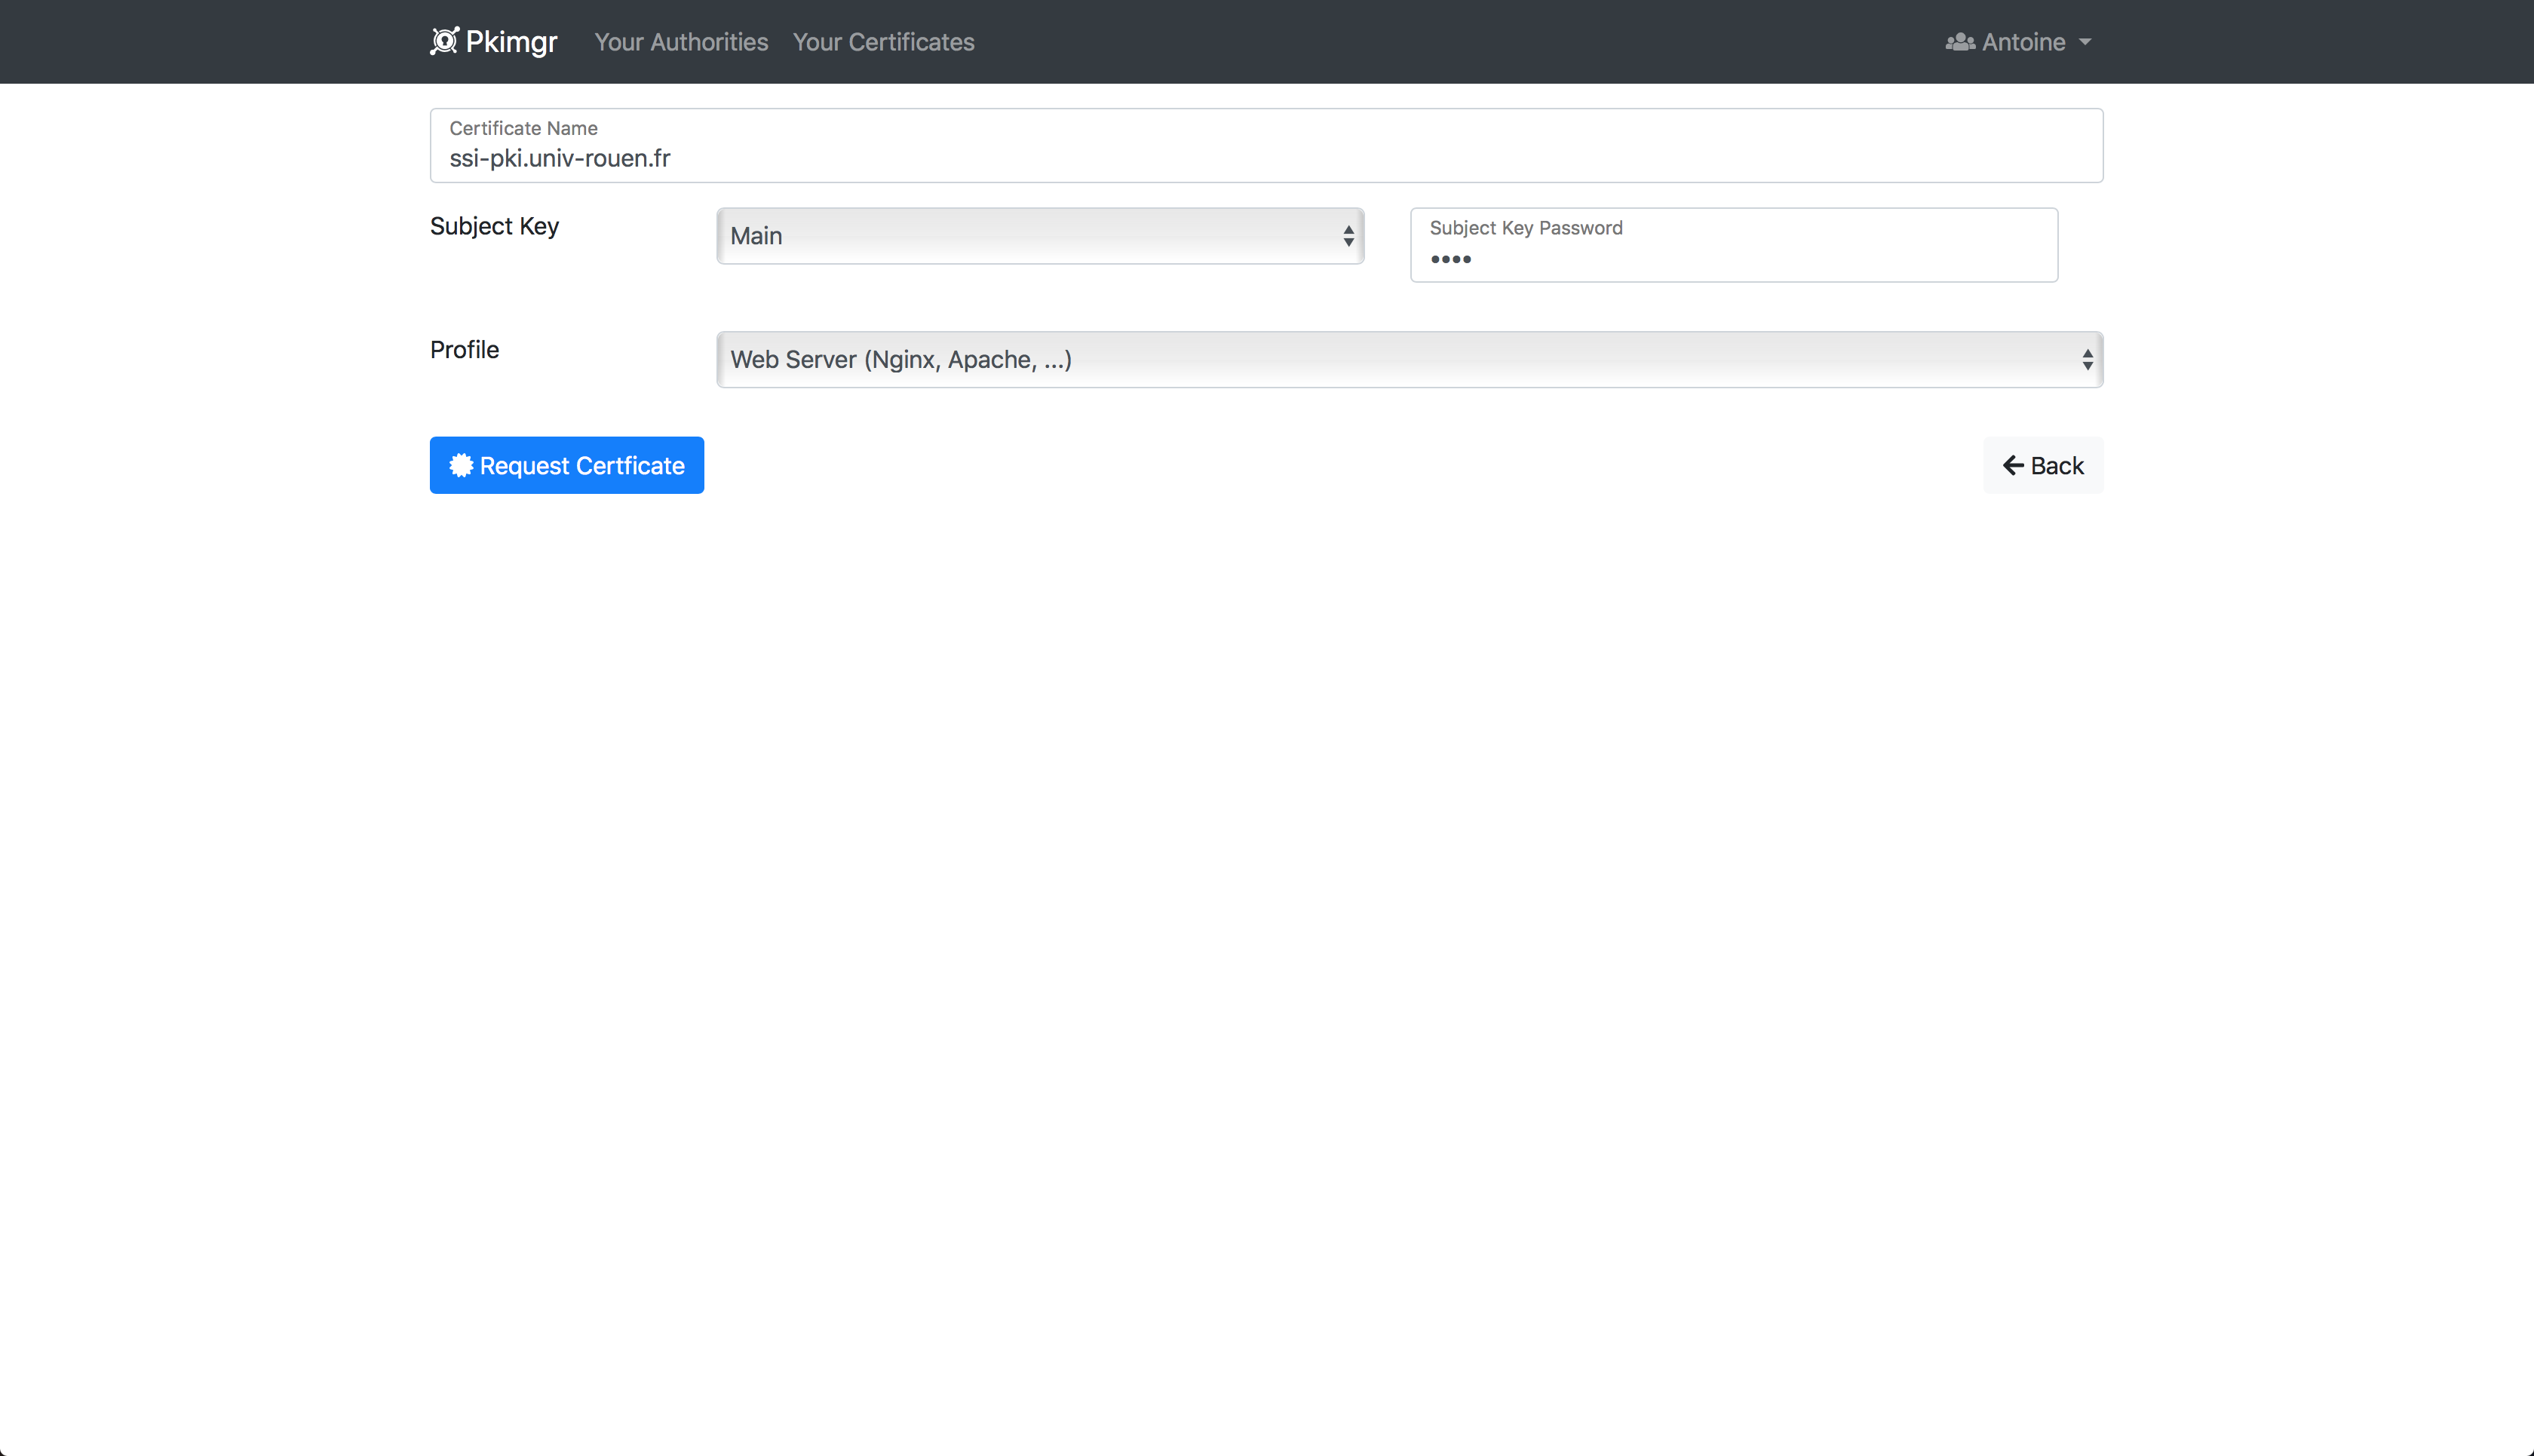 Pkimgr Your Authorities Your Certificates Antoine
Certificate Name
ssi-pki.univ-rouen.fr
Subject Key Main Subject Key Password
••••
Profile Web Server (Nginx, Apache, ...)
Request Certficate Back